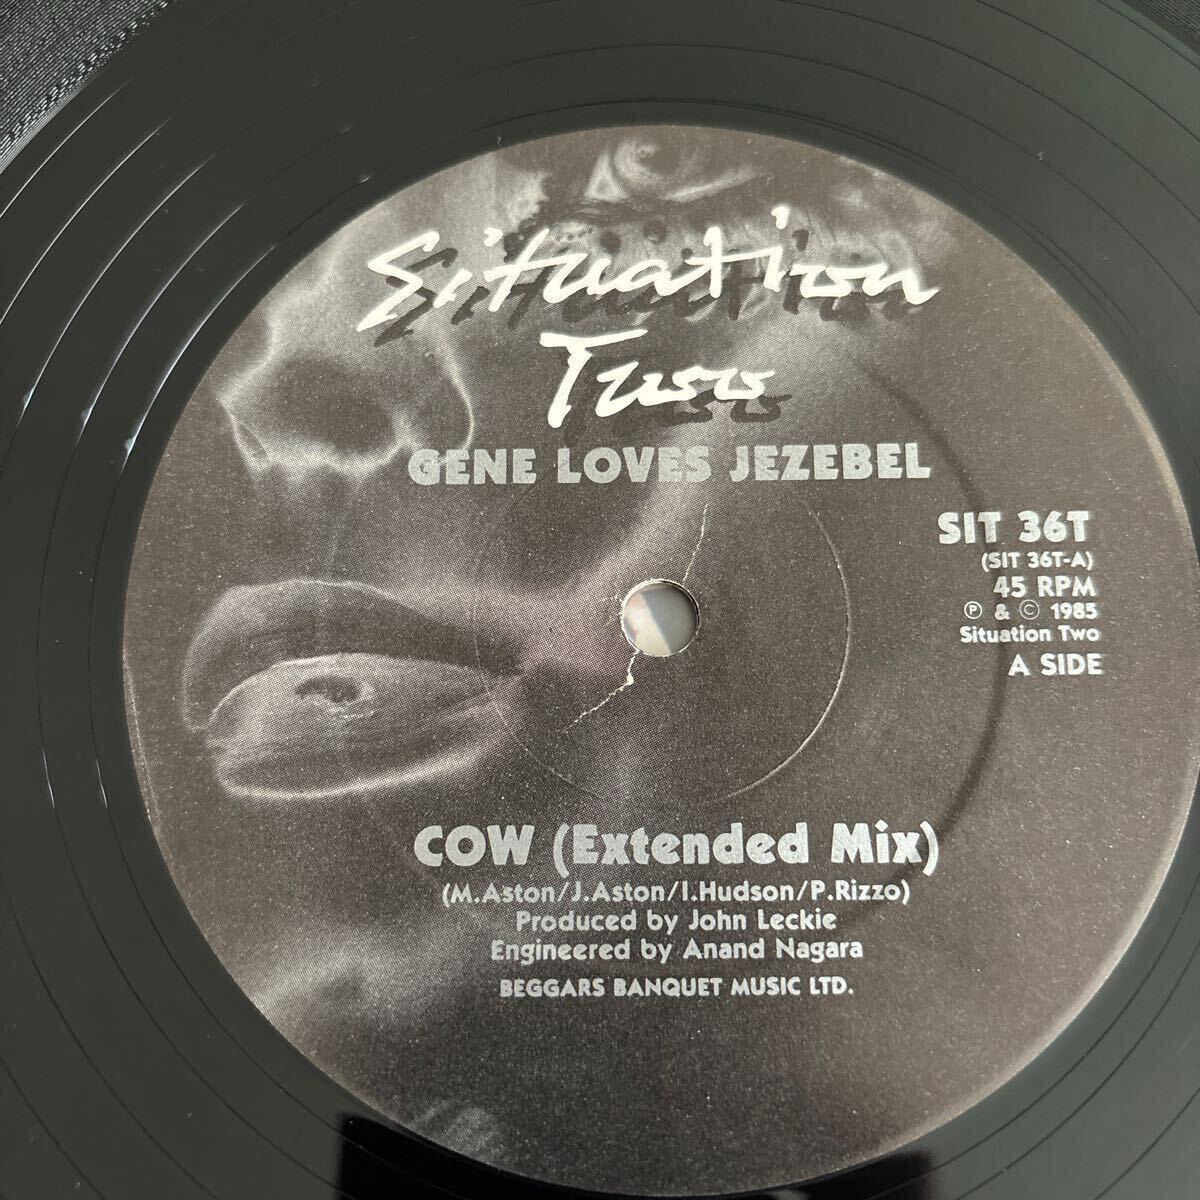 Situation
Two
GENE LOVES JEZEBEL
SIT 36T
(SIT 36T-A)
45 RPM
℗ & © 1985
Situation Two
A SIDE
COW (Extended Mix)
(M.Aston/J.Aston/I.Hudson/P.Rizzo)
Produced by John Leckie
Engineered by Anand Nagara
BEGGARS BANQUET MUSIC LTD.